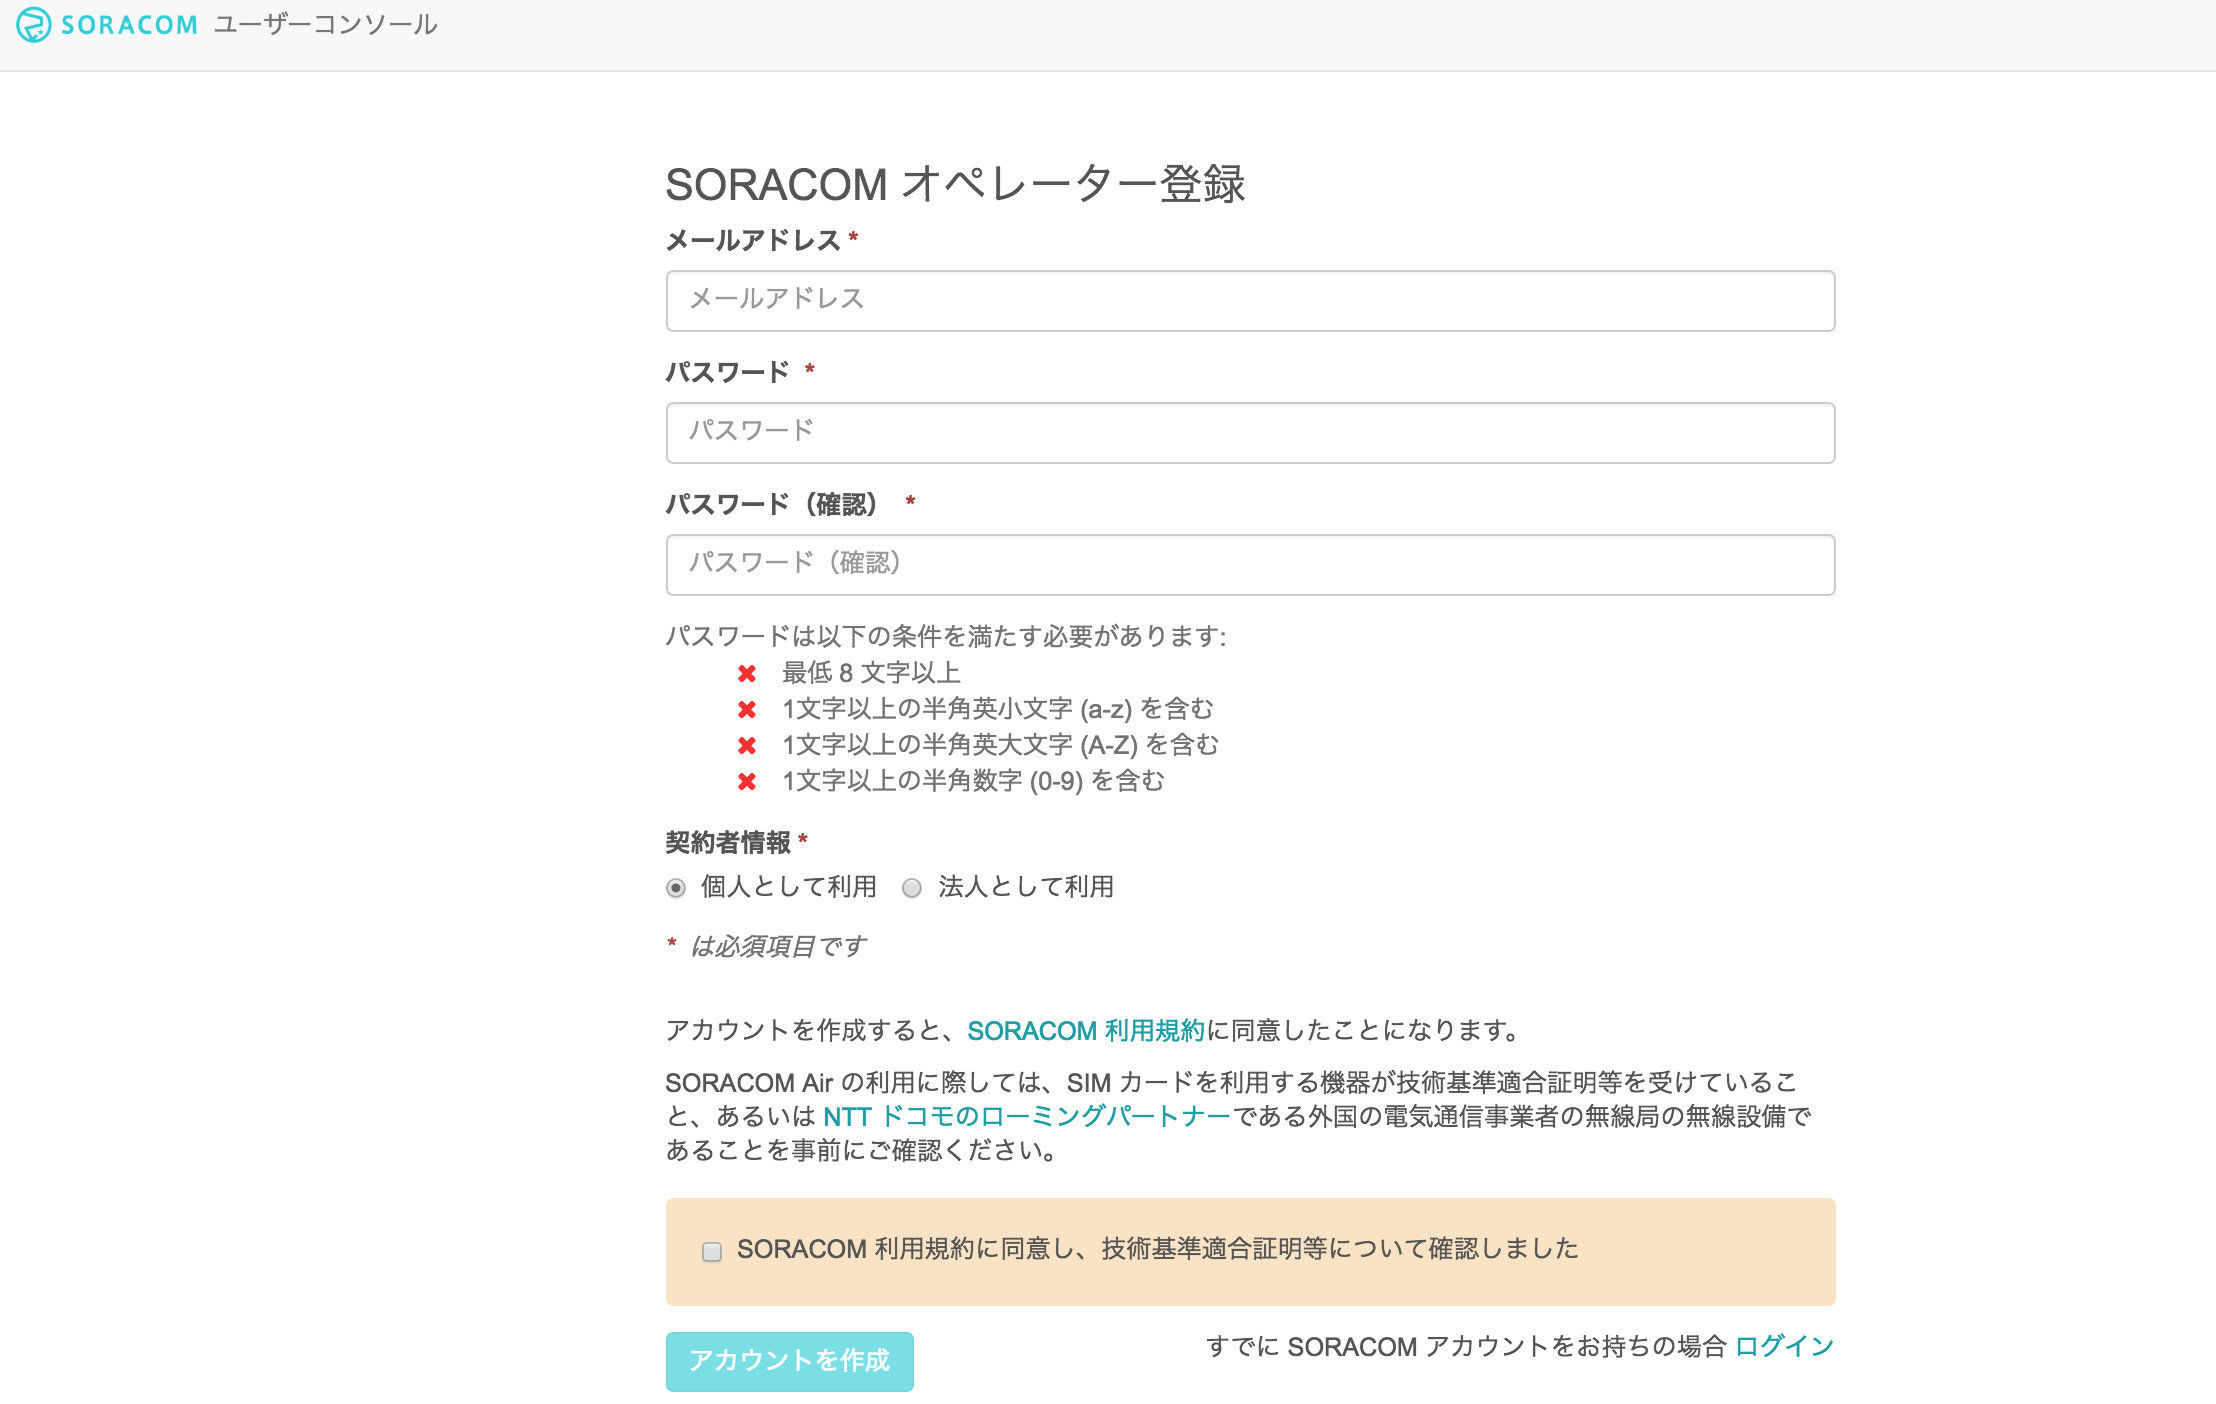 SORACOM ユーザーコンソール
SORACOM オペレーター登録
メールアドレス *
メールアドレス
パスワード *
パスワード
パスワード（確認） *
パスワード（確認）
パスワードは以下の条件を満たす必要があります:
最低 8 文字以上
1文字以上の半角英小文字 (a-z) を含む
1文字以上の半角英大文字 (A-Z) を含む
1文字以上の半角数字 (0-9) を含む
契約者情報 *
個人として利用 法人として利用
* は必須項目です
アカウントを作成すると、SORACOM 利用規約に同意したことになります。
SORACOM Air の利用に際しては、SIM カードを利用する機器が技術基準適合証明等を受けているこ
と、あるいは NTT ドコモのローミングパートナーである外国の電気通信事業者の無線局の無線設備で
あることを事前にご確認ください。
SORACOM 利用規約に同意し、技術基準適合証明等について確認しました
アカウントを作成
すでに SORACOM アカウントをお持ちの場合 ログイン